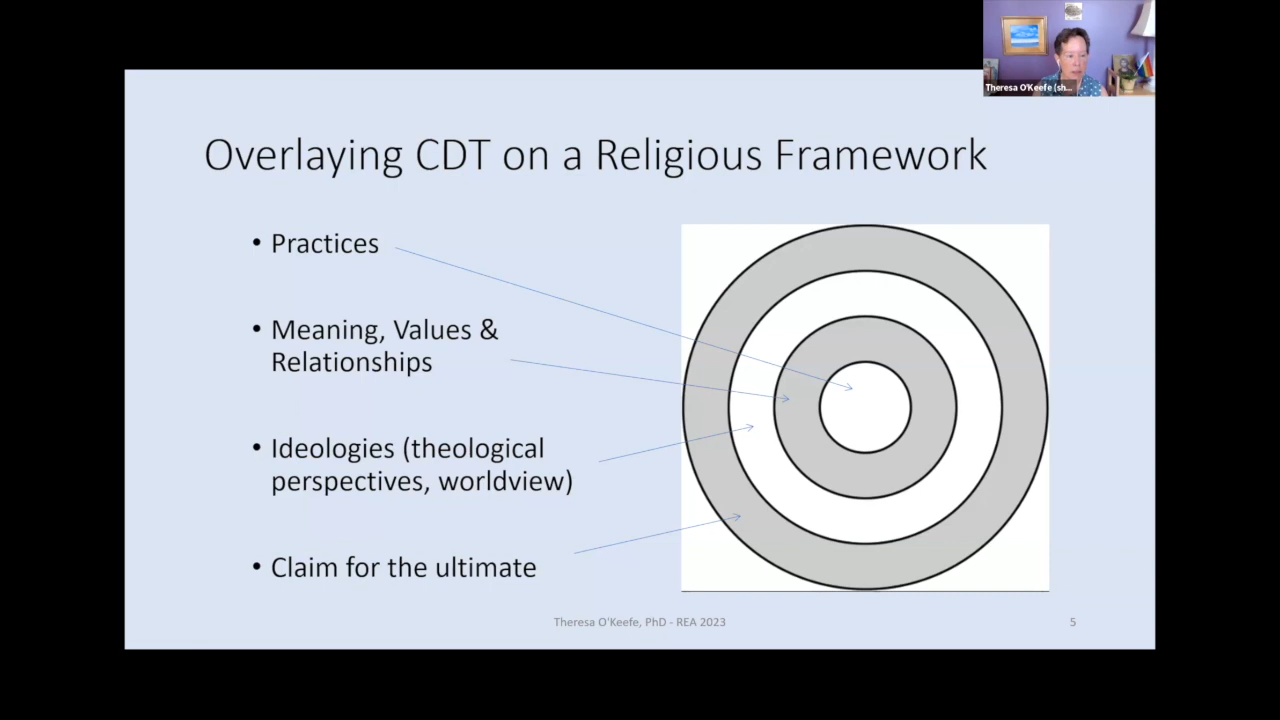 Theresa O'Keefe (sh...
Overlaying CDT on a Religious Framework
• Practices
• Meaning, Values &
Relationships
• Ideologies (theological
perspectives, worldview)
• Claim for the ultimate
Theresa O'Keefe, PhD - REA 2023
5